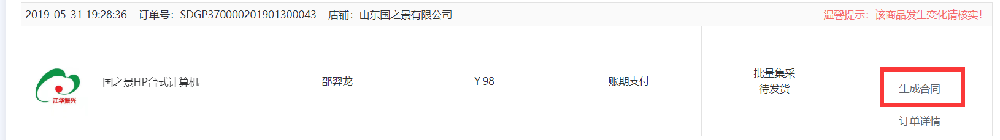 2019-05-31 19:28:36 订单号：SDGP370000201901300043 店铺：山东国之景有限公司 温馨提示：该商品发生变化请核实！
江华振兴
国之景HP台式计算机
邵羿龙
￥98
账期支付
批量集采
待发货
生成合同
订单详情